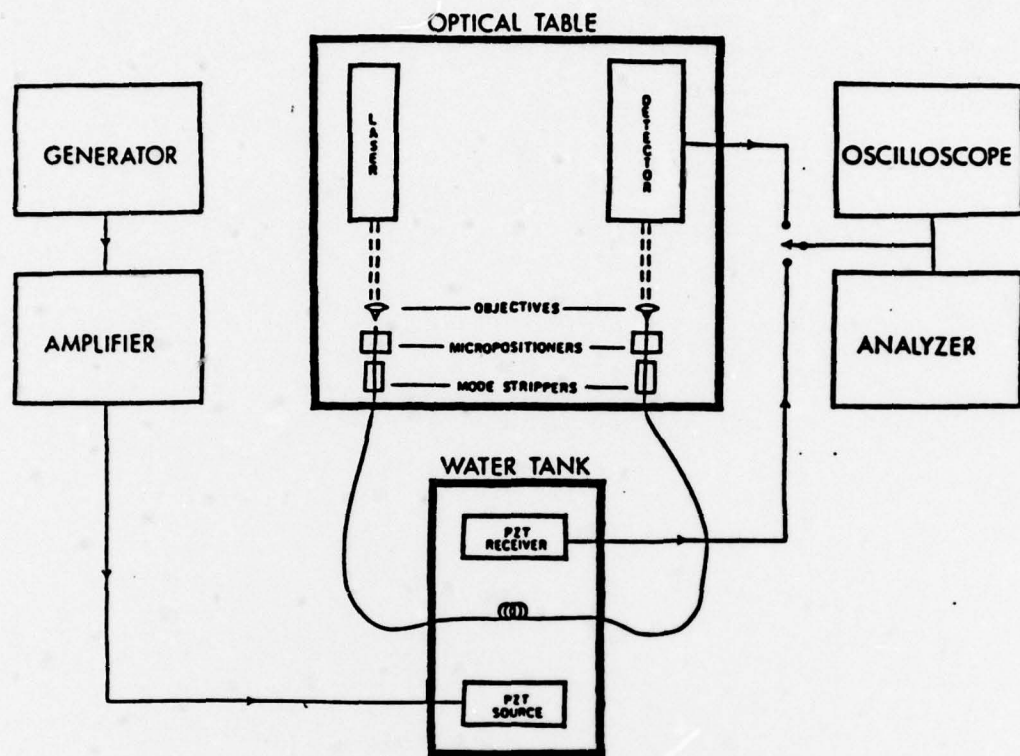 OPTICAL TABLE
LASER
DETECTOR
GENERATOR
OSCILLOSCOPE
OBJECTIVES
AMPLIFIER
MICROPOSITIONERS
ANALYZER
MODE STRIPPERS
WATER TANK
PZT
RECEIVER
PZT
SOURCE